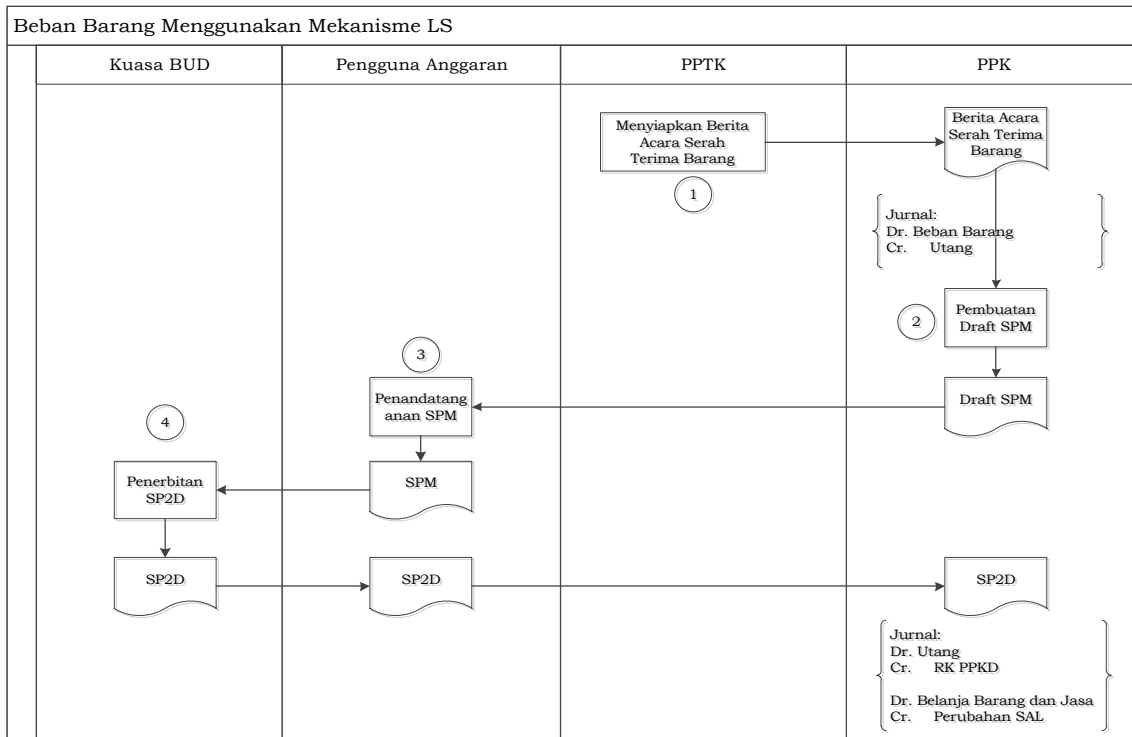 Beban Barang Menggunakan Mekanisme LS
Kuasa BUD
Pengguna Anggaran
PPTK
PPK
Menyiapkan Berita
Acara Serah
Terima Barang
1
Berita Acara
Serah Terima
Barang
Jurnal:
Dr. Beban Barang
Cr. Utang
2
Pembuatan
Draft SPM
Draft SPM
3
Penandatang
anan SPM
SPM
4
Penerbitan
SP2D
SP2D
SP2D
SP2D
Jurnal:
Dr. Utang
Cr. RK PPKD
Dr. Belanja Barang dan Jasa
Cr. Perubahan SAL